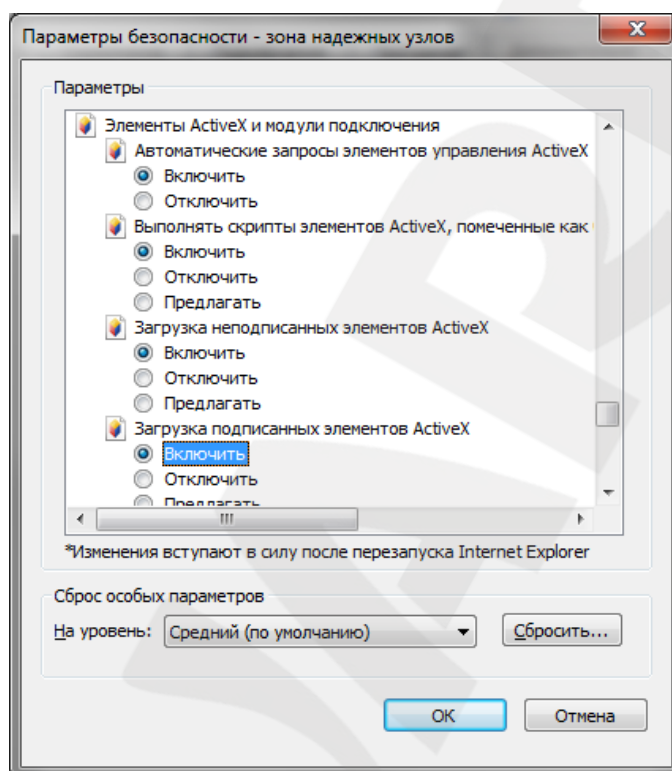 Параметры безопасности - зона надежных узлов
Параметры
Элементы ActiveX и модули подключения
Автоматические запросы элементов управления ActiveX
Включить
Отключить
Выполнять скрипты элементов ActiveX, помеченные как
Включить
Отключить
Предлагать
Загрузка неподписанных элементов ActiveX
Включить
Отключить
Предлагать
Загрузка подписанных элементов ActiveX
Включить
Отключить
Предлагать
*Изменения вступают в силу после перезапуска Internet Explorer
Сброс особых параметров
На уровень: Средний (по умолчанию) Сбросить...
ОК Отмена